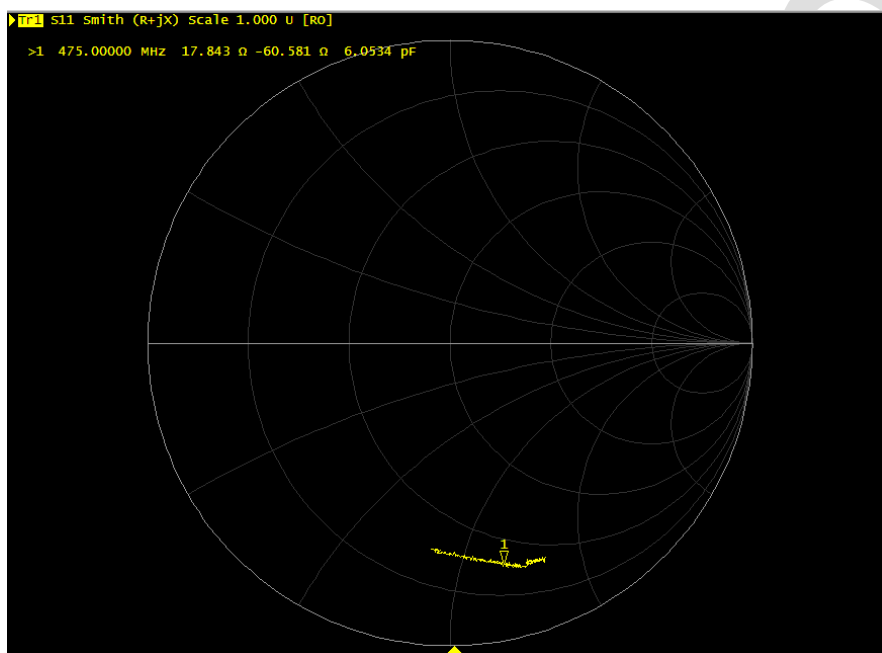 Tr1 S11 Smith (R+jX) Scale 1.000 U [RO]
>1 475.00000 MHz 17.843 Ω -60.581 Ω 6.0534 pF
1